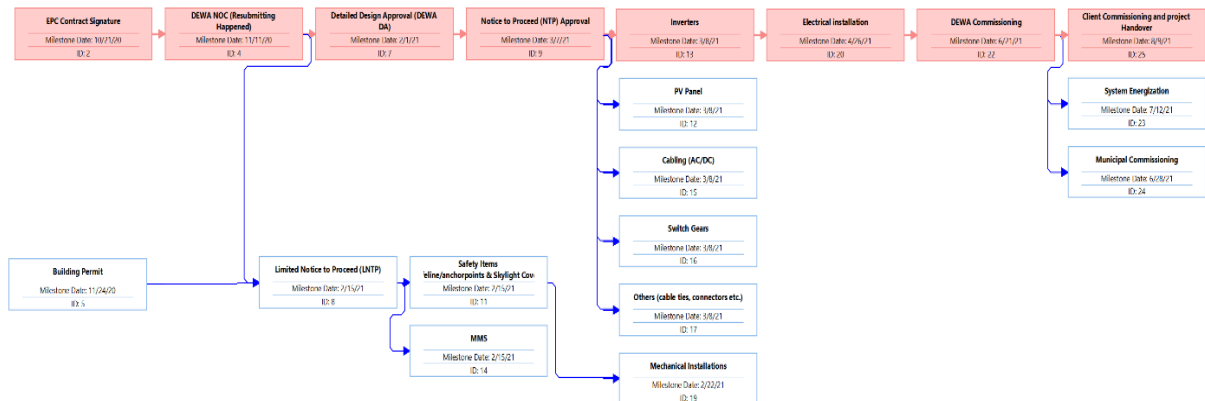 EPC Contract Signature
Milestone Date: 10/21/20
ID: 2
DEWA NOC (Resubmitting
Happened)
Milestone Date: 11/11/20
ID: 4
Detailed Design Approval (DEWA
DA)
Milestone Date: 2/1/21
ID: 7
Notice to Proceed (NTP) Approval
Milestone Date: 3/7/21
ID: 9
Inverters
Milestone Date: 3/8/21
ID: 13
Electrical installation
Milestone Date: 4/26/21
ID: 20
DEWA Commissioning
Milestone Date: 6/21/21
ID: 22
Client Commissioning and project
Handover
Milestone Date: 8/9/21
ID: 25
PV Panel
Milestone Date: 3/8/21
ID: 12
System Energization
Milestone Date: 7/12/21
ID: 23
Cabling (AC/DC)
Milestone Date: 3/8/21
ID: 15
Municipal Commissioning
Milestone Date: 6/28/21
ID: 24
Switch Gears
Milestone Date: 3/8/21
ID: 16
Building Permit
Milestone Date: 11/24/20
ID: 5
Limited Notice to Proceed (LNTP)
Milestone Date: 2/15/21
ID: 8
Safety Items
eline/anchorpoints & Skylight Cov
Milestone Date: 2/15/21
ID: 11
Others (cable ties, connectors etc.)
Milestone Date: 3/8/21
ID: 17
MMS
Milestone Date: 2/15/21
ID: 14
Mechanical Installations
Milestone Date: 2/22/21
ID: 19